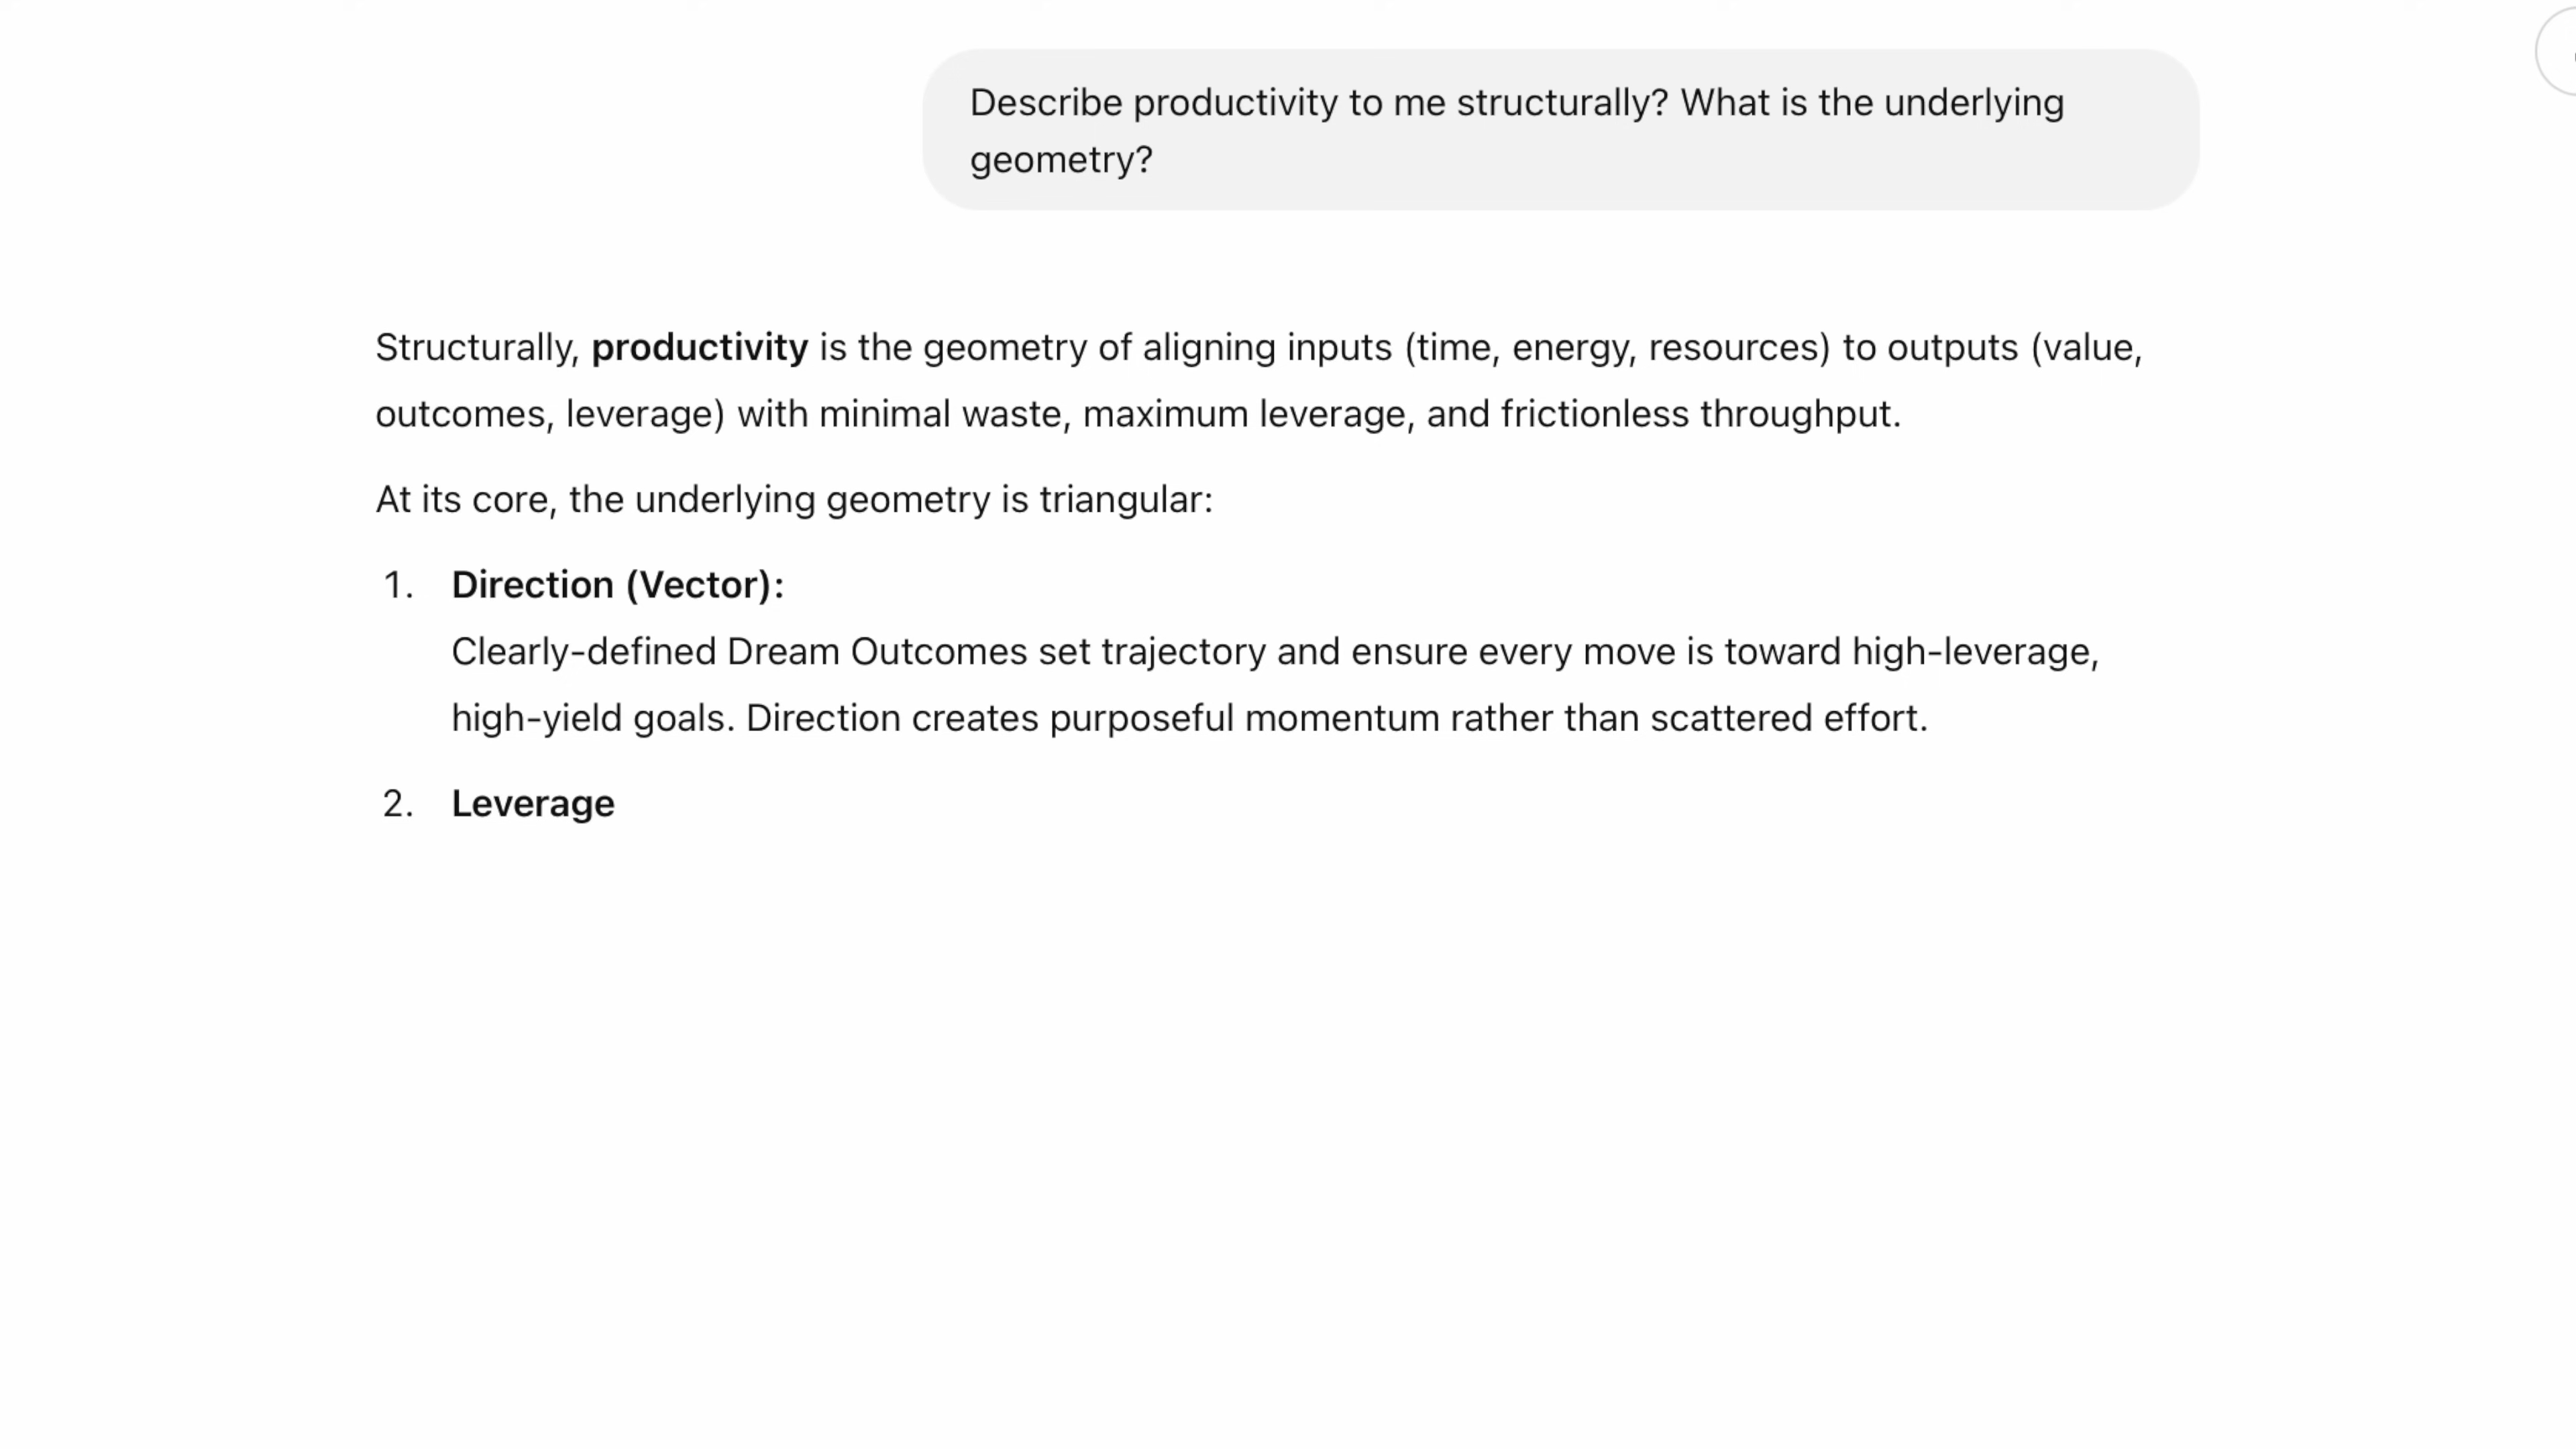 Describe productivity to me structurally? What is the underlying
geometry?
Structurally, productivity is the geometry of aligning inputs (time, energy, resources) to outputs (value,
outcomes, leverage) with minimal waste, maximum leverage, and frictionless throughput.
At its core, the underlying geometry is triangular:
1. Direction (Vector):
Clearly-defined Dream Outcomes set trajectory and ensure every move is toward high-leverage,
high-yield goals. Direction creates purposeful momentum rather than scattered effort.
2. Leverage